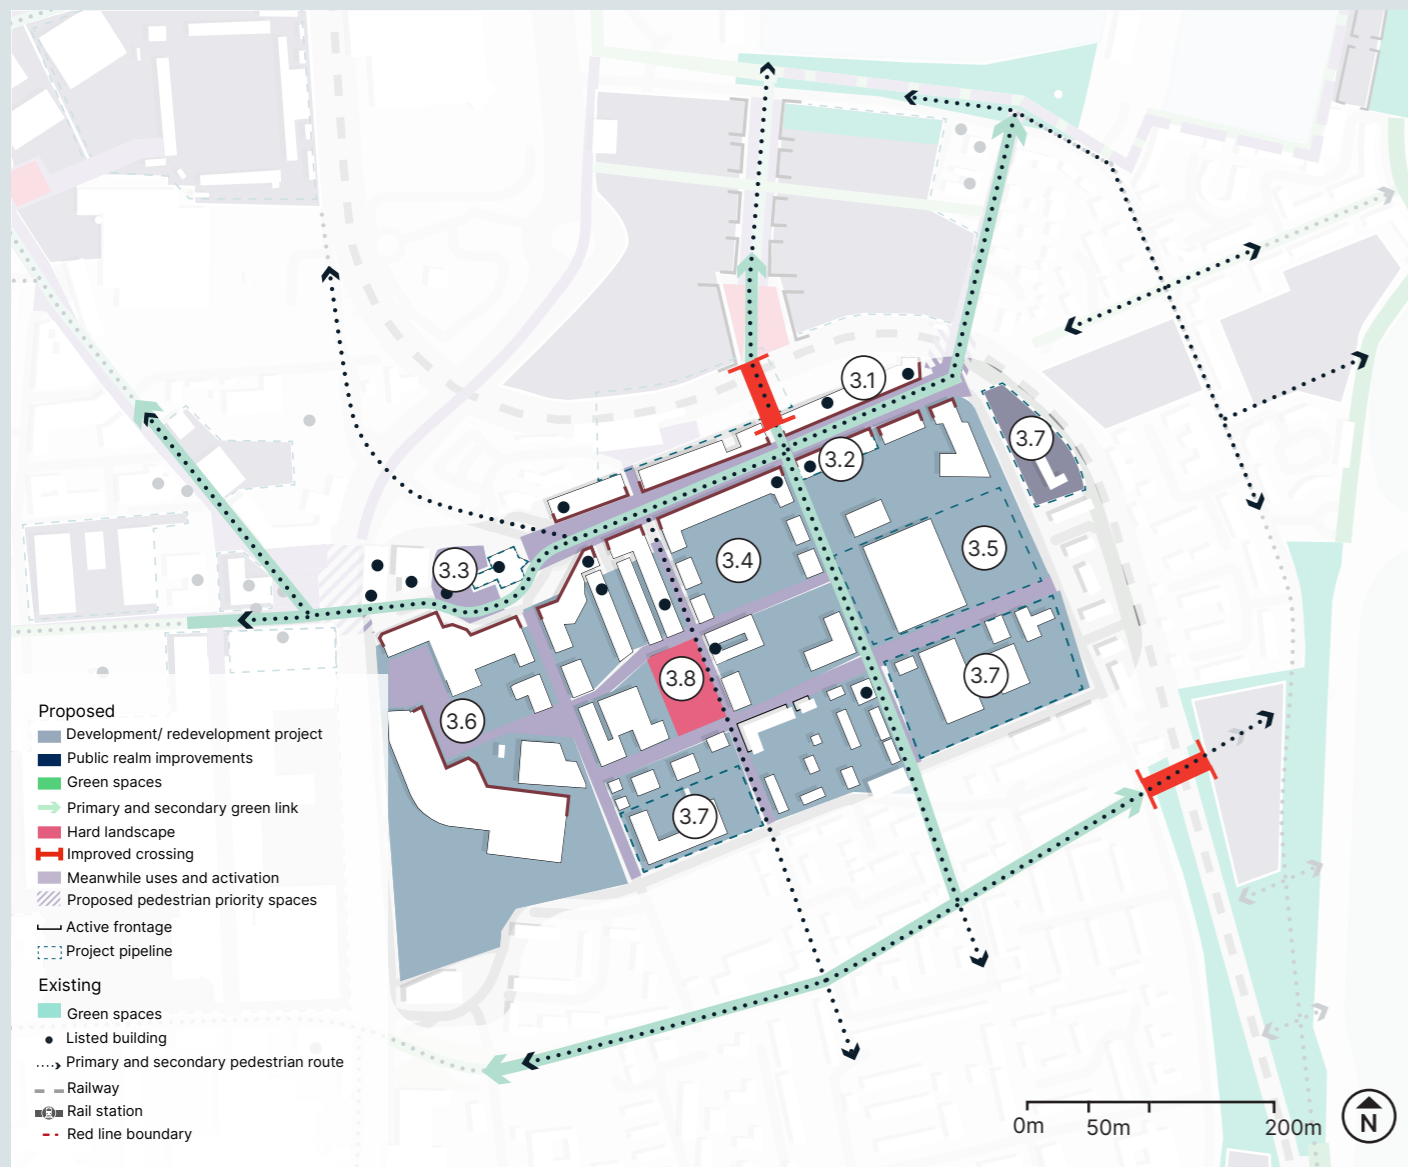 3.1
3.2
3.7
3.5
3.4
3.3
3.8
3.7
3.6
3.7
Proposed
Development/ redevelopment project
Public realm improvements
Green spaces
Primary and secondary green link
Hard landscape
Improved crossing
Meanwhile uses and activation
Proposed pedestrian priority spaces
Active frontage
Project pipeline
Existing
Green spaces
Listed building
Primary and secondary pedestrian route
Railway
Rail station
Red line boundary
0m 50m 200m
N